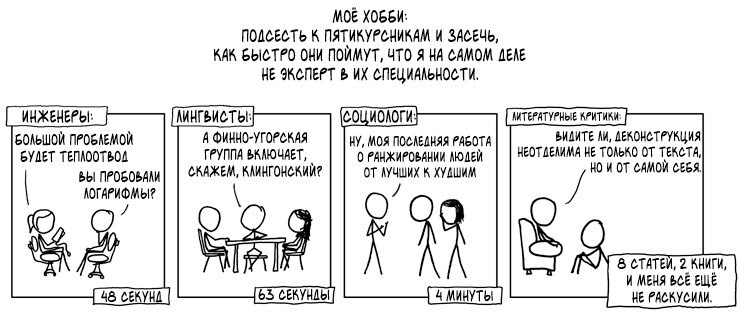 МОЁ ХОББИ:
ПОДСЕСТЬ К ПЯТИКУРСНИКАМ И ЗАСЕЧЬ,
КАК БЫСТРО ОНИ ПОЙМУТ, ЧТО Я НА САМОМ ДЕЛЕ
НЕ ЭКСПЕРТ В ИХ СПЕЦИАЛЬНОСТИ.
ИНЖЕНЕРЫ:
БОЛЬШОЙ ПРОБЛЕМОЙ
БУДЕТ ТЕПЛООТВОД
ВЫ ПРОБОВАЛИ
ЛОГАРИФМЫ?
48 СЕКУНД
ЛИНГВИСТЫ:
А ФИННО-УГОРСКАЯ
ГРУППА ВКЛЮЧАЕТ,
СКАЖЕМ, КЛИНГОНСКИЙ?
63 СЕКУНДЫ
СОЦИОЛОГИ:
НУ, МОЯ ПОСЛЕДНЯЯ РАБОТА
О РАНЖИРОВАНИИ ЛЮДЕЙ
ОТ ЛУЧШИХ К ХУДШИМ
4 МИНУТЫ
ЛИТЕРАТУРНЫЕ КРИТИКИ:
ВИДИТЕ ЛИ, ДЕКОНСТРУКЦИЯ
НЕОТДЕЛИМА НЕ ТОЛЬКО ОТ ТЕКСТА,
НО И ОТ САМОЙ СЕБЯ.
8 СТАТЕЙ, 2 КНИГИ,
И МЕНЯ ВСЁ ЕЩЁ
НЕ РАСКУСИЛИ.